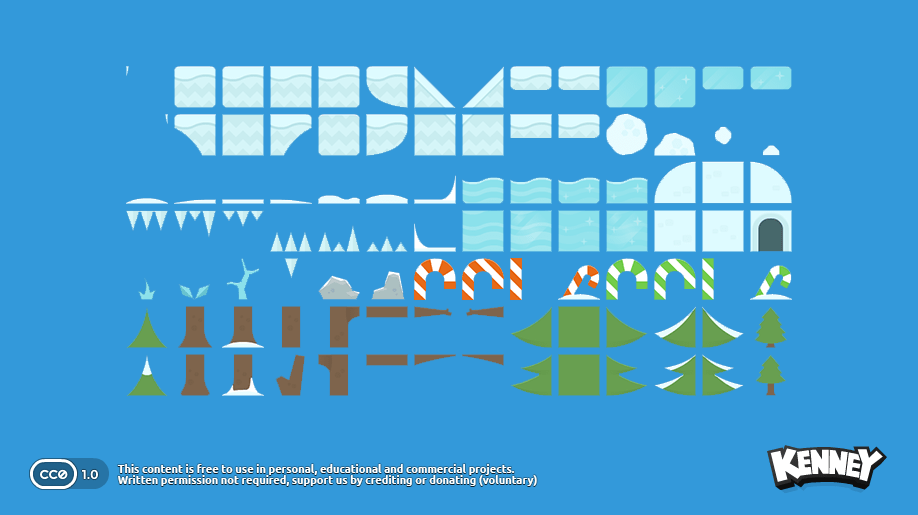 CC0 1.0
This content is free to use in personal, educational and commercial projects.
Written permission not required, support us by crediting or donating (voluntary)
KENNEY